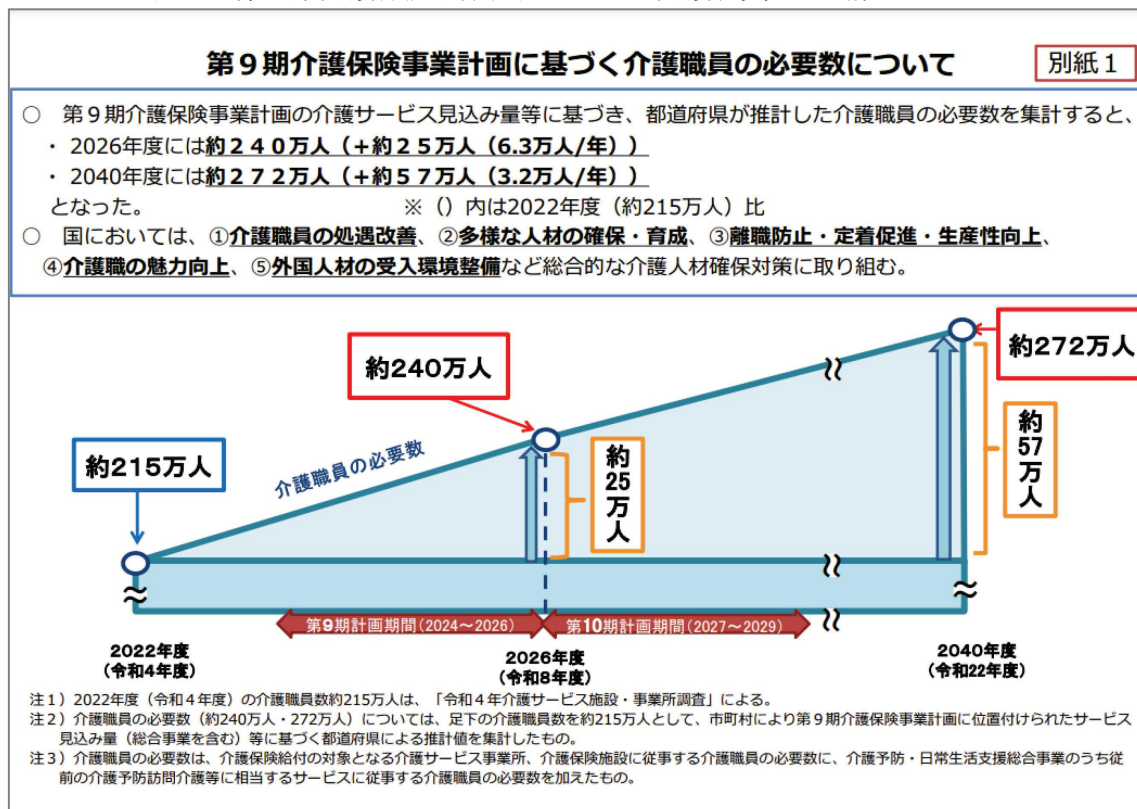 第９期介護保険事業計画に基づく介護職員の必要数について
別紙１
○　第９期介護保険事業計画の介護サービス見込み量等に基づき、都道府県が推計した介護職員の必要数を集計すると、
・ 2026年度には約２４０万人（＋約２５万人（6.3万人/年））
・ 2040年度には約２７２万人（＋約５７万人（3.2万人/年））
となった。　※（）内は2022年度（約215万人）比
○　国においては、①介護職員の処遇改善、②多様な人材の確保・育成、③離職防止・定着促進・生産性向上、
④介護職の魅力向上、⑤外国人材の受入環境整備など総合的な介護人材確保対策に取り組む。
約215万人
介護職員の必要数
約240万人
約25万人
約272万人
約57万人
第９期計画期間（2024～2026）
第10期計画期間（2027～2029）
2022年度
（令和４年度）
2026年度
（令和８年度）
2040年度
（令和22年度）
注１）2022年度（令和４年度）の介護職員数約215万人は、「令和４年介護サービス施設・事業所調査」による。
注２）介護職員の必要数（約240万人・272万人）については、足下の介護職員数を約215万人として、市町村により第９期介護保険事業計画に位置付けられたサービス
見込み量（総合事業を含む）等に基づく都道府県による推計値を集計したもの。
注３）介護職員の必要数は、介護保険給付の対象となる介護サービス事業所、介護保険施設に従事する介護職員の必要数に、介護予防・日常生活支援総合事業のうち従
前の介護予防訪問介護等に相当するサービスに従事する介護職員の必要数を加えたもの。